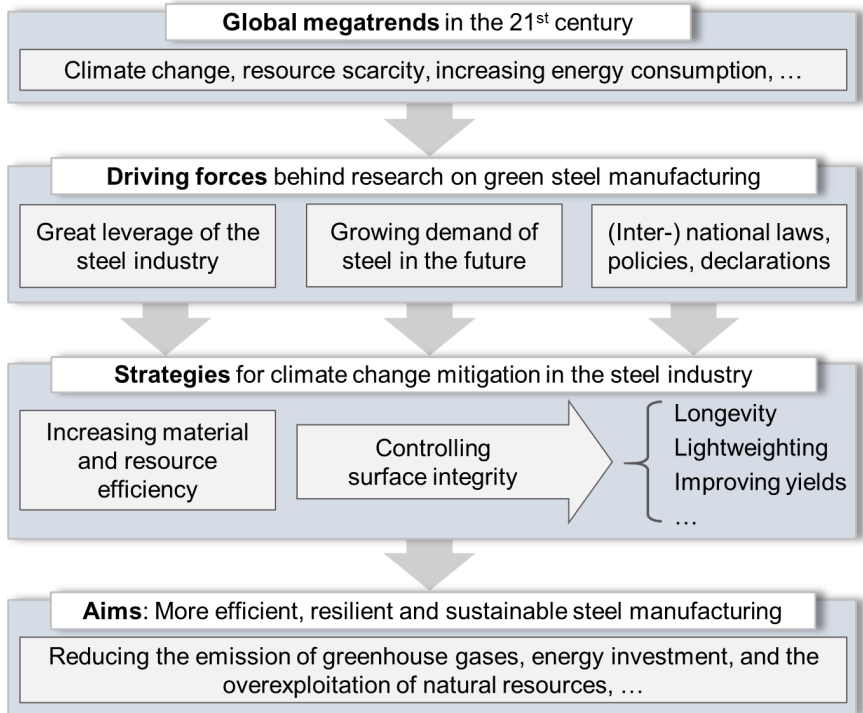 Global megatrends in the 21st century
Climate change, resource scarcity, increasing energy consumption, …
Driving forces behind research on green steel manufacturing
Great leverage of the
steel industry
Growing demand of
steel in the future
(Inter-) national laws,
policies, declarations
Strategies for climate change mitigation in the steel industry
Increasing material
and resource
efficiency
Controlling
surface integrity
Longevity
Lightweighting
Improving yields
…
Aims: More efficient, resilient and sustainable steel manufacturing
Reducing the emission of greenhouse gases, energy investment, and the
overexploitation of natural resources, …